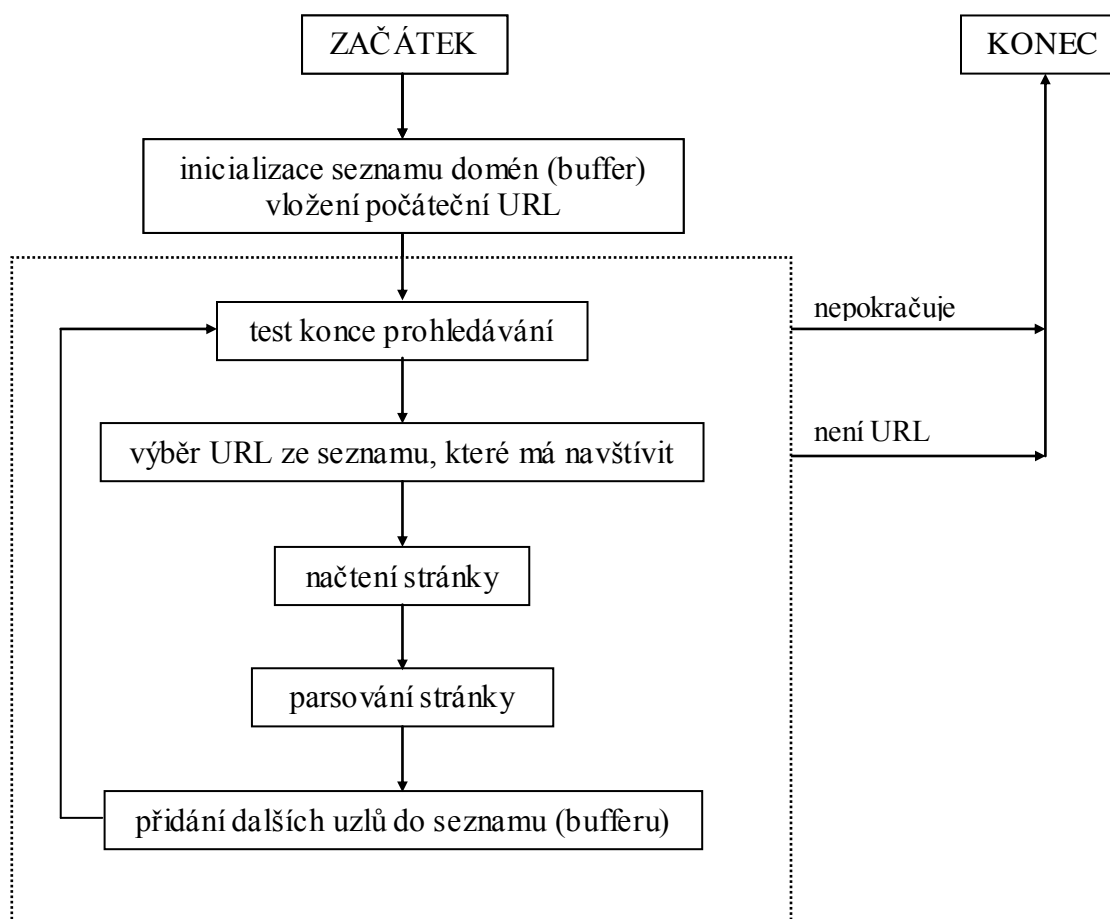 ZAČÁTEK
KONEC
inicializace seznamu domén (buffer)
vložení počáteční URL
test konce prohledávání
nepokračuje
výběr URL ze seznamu, které má navštívit
není URL
načtení stránky
parsování stránky
přidání dalších uzlů do seznamu (bufferu)